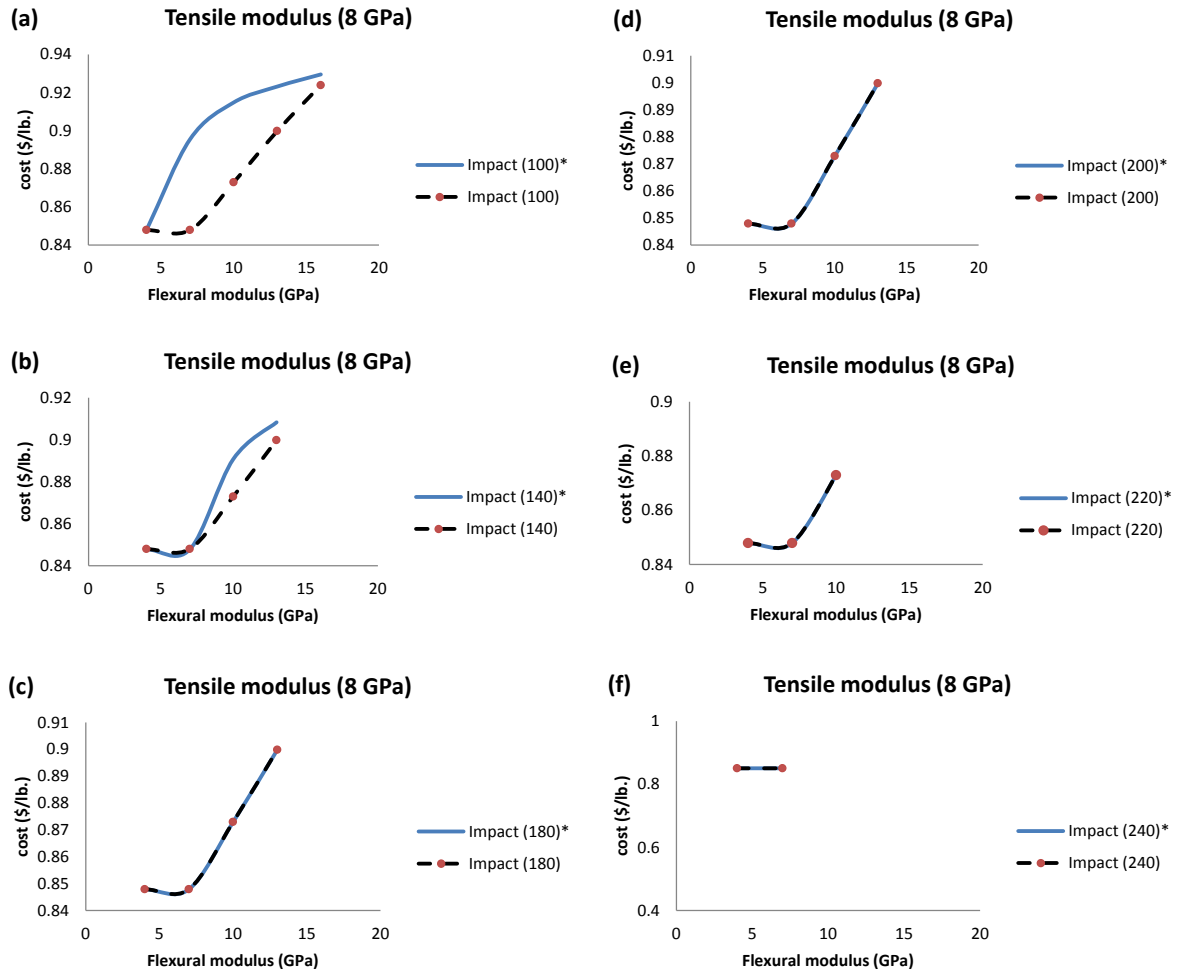 (a)
Tensile modulus (8 GPa)
0.94
0.92
0.9
0.88
0.86
0.84
cost ($/lb.)
0 5 10 15 20
Flexural modulus (GPa)
Impact (100)*
Impact (100)
(b)
Tensile modulus (8 GPa)
0.92
0.9
0.88
0.86
0.84
cost ($/lb.)
0 5 10 15 20
Flexural modulus (GPa)
Impact (140)*
Impact (140)
(c)
Tensile modulus (8 GPa)
0.91
0.9
0.89
0.88
0.87
0.86
0.85
0.84
cost ($/lb.)
0 5 10 15 20
Flexural modulus (GPa)
Impact (180)*
Impact (180)
(d)
Tensile modulus (8 GPa)
0.91
0.9
0.89
0.88
0.87
0.86
0.85
0.84
cost ($/lb.)
0 5 10 15 20
Flexural modulus (GPa)
Impact (200)*
Impact (200)
(e)
Tensile modulus (8 GPa)
0.9
0.88
0.86
0.84
cost ($/lb.)
0 5 10 15 20
Flexural modulus (GPa)
Impact (220)*
Impact (220)
(f)
Tensile modulus (8 GPa)
1
0.8
0.6
0.4
cost ($/lb.)
0 5 10 15 20
Flexural modulus (GPa)
Impact (240)*
Impact (240)